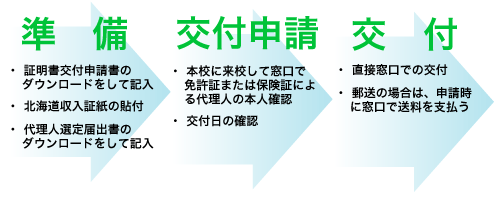 準　備
・ 証明書交付申請書の
ダウンロードをして記入
・ 北海道収入証紙の貼付
・ 代理人選定届出書の
ダウンロードをして記入
交付申請
・ 本校に来校して窓口で
免許証または保険証によ
る代理人の本人確認
・ 交付日の確認
交　付
・ 直接窓口での交付
・ 郵送の場合は、申請時
に窓口で送料を支払う